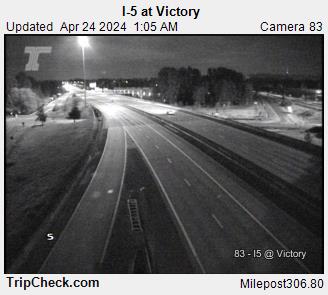 I-5 at Victory
Updated Apr 24 2024 1:05 AM Camera 83
T
S
83 - I5 @ Victory
TripCheck.com Milepost306.80